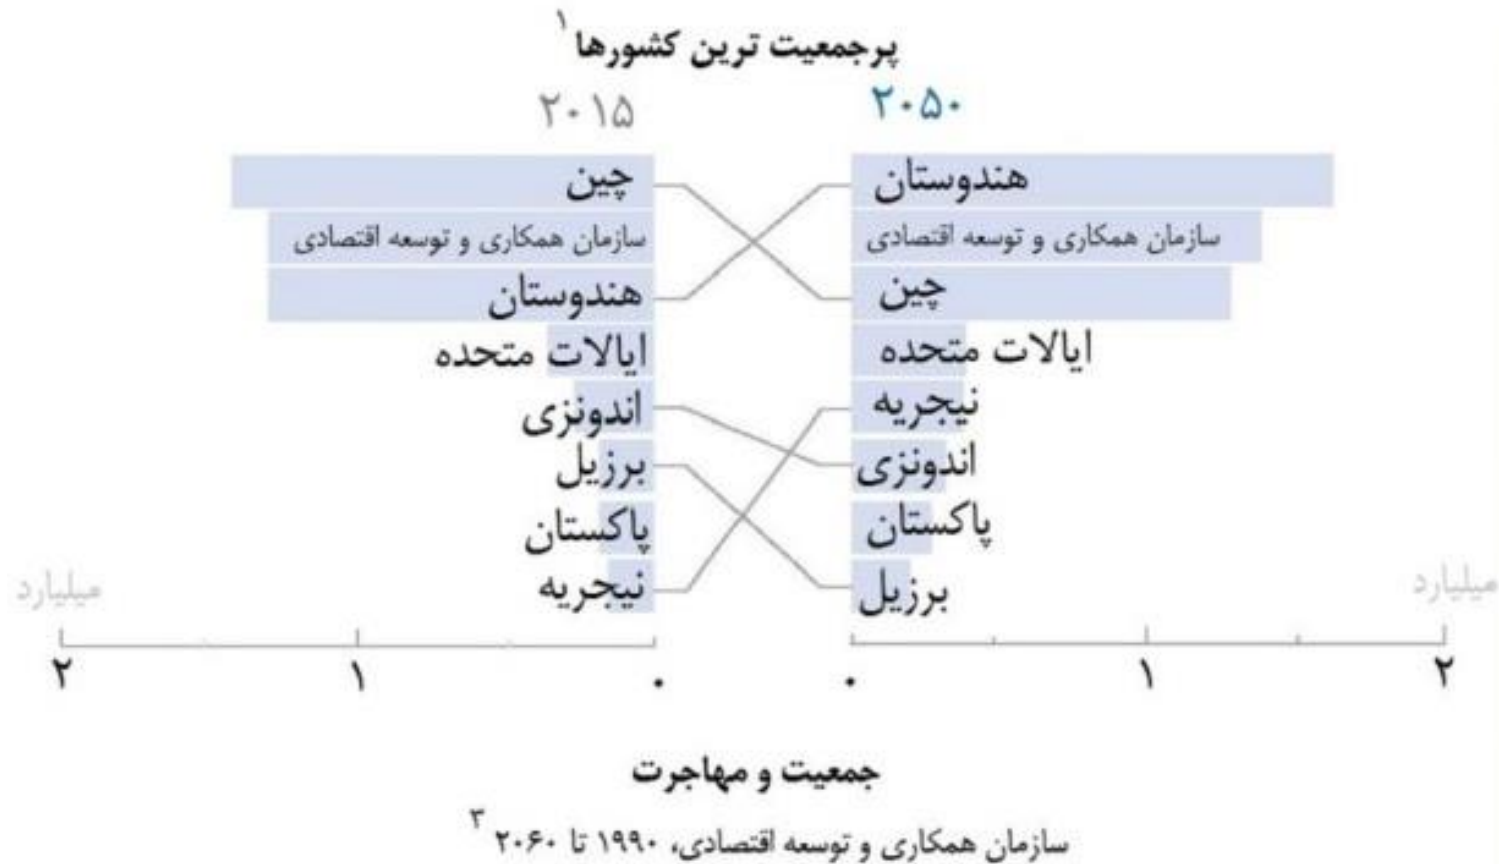 پرجمعیت ترین کشورها ۱
۲۰۱۵
چین
سازمان همکاری و توسعه اقتصادی
هندوستان
ایالات متحده
اندونزی
برزیل
پاکستان
نیجریه
میلیارد
۲ ۱ ۰
۲۰۵۰
هندوستان
سازمان همکاری و توسعه اقتصادی
چین
ایالات متحده
نیجریه
اندونزی
پاکستان
برزیل
میلیارد
۰ ۱ ۲
جمعیت و مهاجرت
سازمان همکاری و توسعه اقتصادی، ۱۹۹۰ تا ۲۰۶۰ ۳